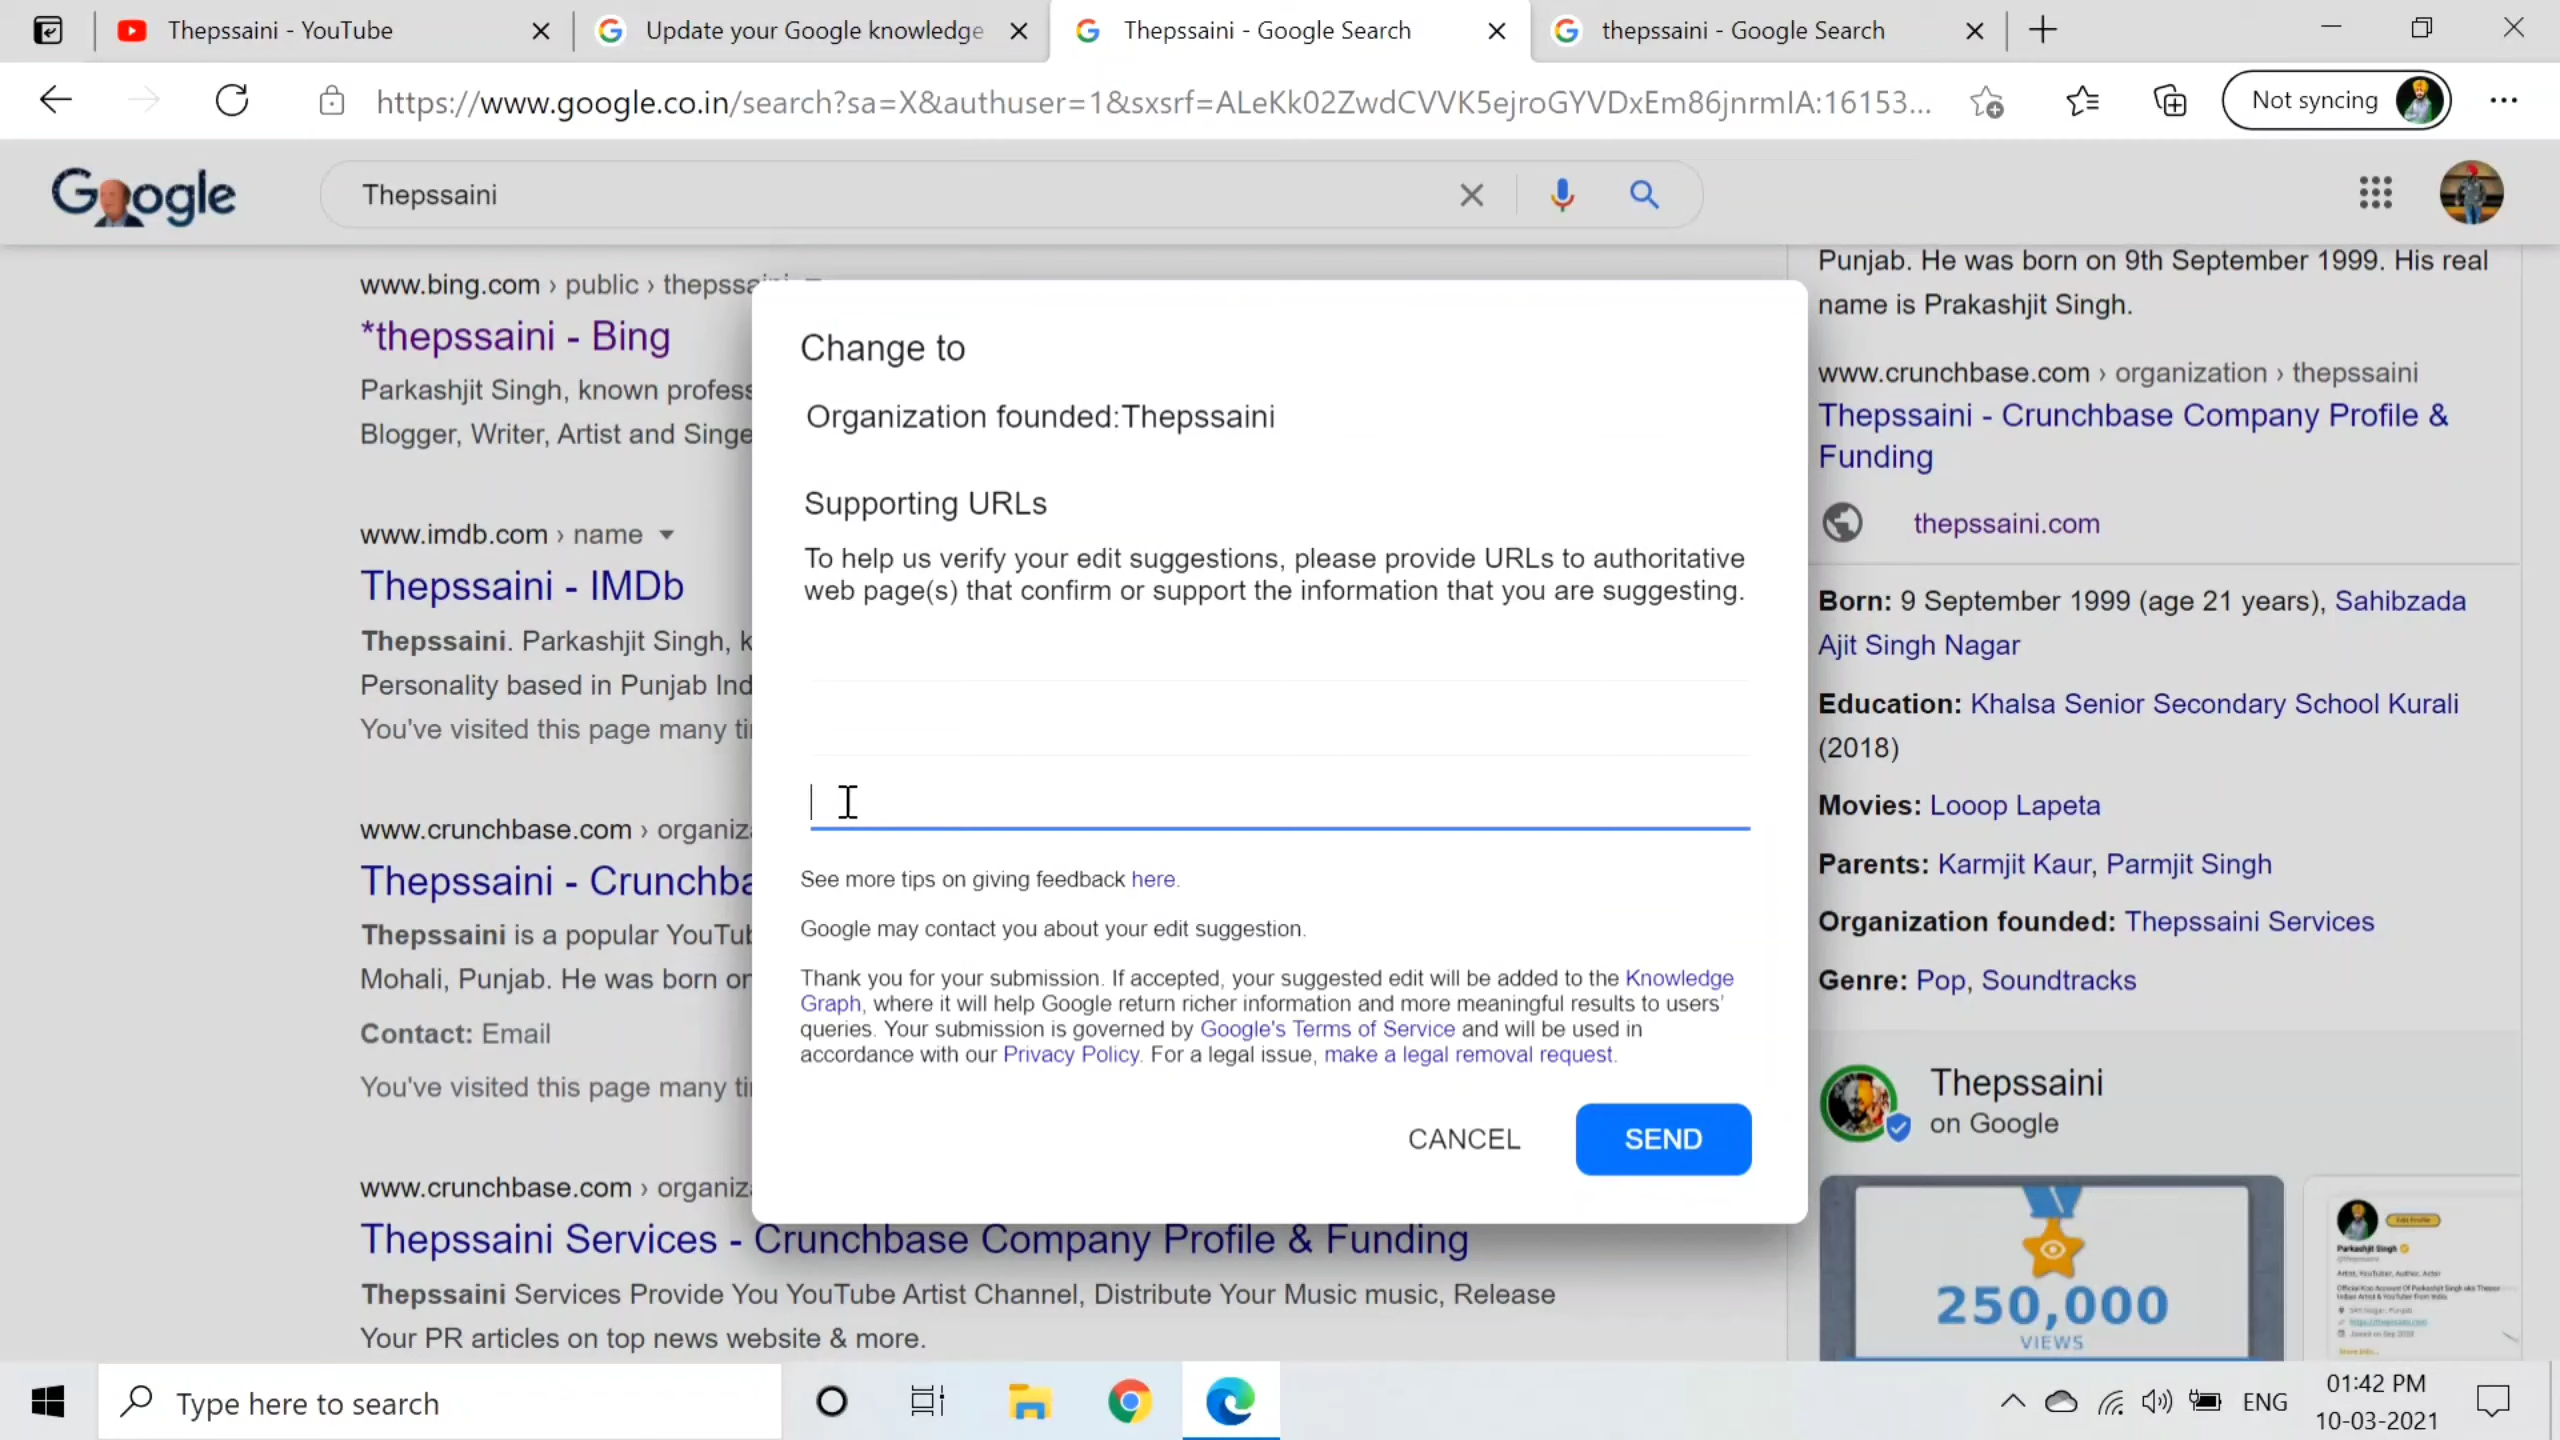 Thepssaini - YouTube
Update your Google knowledge
Thepssaini - Google Search
thepssaini - Google Search
https://www.google.co.in/search?sa=X&authuser=1&sxsrf=ALeKk02ZwdCVVK5ejroGYVDxEm86jnrmIA:16153...
Not syncing
Google
Thepssaini
www.bing.com › public › thepssaini
*thepssaini - Bing
Parkashjit Singh, known profess
Blogger, Writer, Artist and Singe
www.imdb.com › name
Thepssaini - IMDb
Thepssaini. Parkashjit Singh, k
Personality based in Punjab Ind
You've visited this page many ti
www.crunchbase.com › organiz
Thepssaini - Crunchba
Thepssaini is a popular YouTub
Mohali, Punjab. He was born or
Contact: Email
You've visited this page many ti
www.crunchbase.com › organiz
Thepssaini Services - Crunchbase Company Profile & Funding
Thepssaini Services Provide You YouTube Artist Channel, Distribute Your Music music, Release
Your PR articles on top news website & more.
Change to
Organization founded:Thepssaini
Supporting URLs
To help us verify your edit suggestions, please provide URLs to authoritative
web page(s) that confirm or support the information that you are suggesting.
See more tips on giving feedback here.
Google may contact you about your edit suggestion.
Thank you for your submission. If accepted, your suggested edit will be added to the Knowledge
Graph, where it will help Google return richer information and more meaningful results to users'
queries. Your submission is governed by Google's Terms of Service and will be used in
accordance with our Privacy Policy. For a legal issue, make a legal removal request.
CANCEL
SEND
Punjab. He was born on 9th September 1999. His real
name is Prakashjit Singh.
www.crunchbase.com › organization › thepssaini
Thepssaini - Crunchbase Company Profile &
Funding
thepssaini.com
Born: 9 September 1999 (age 21 years), Sahibzada
Ajit Singh Nagar
Education: Khalsa Senior Secondary School Kurali
(2018)
Movies: Looop Lapeta
Parents: Karmjit Kaur, Parmjit Singh
Organization founded: Thepssaini Services
Genre: Pop, Soundtracks
Thepssaini
on Google
250,000
VIEWS
Edit Profile
Parkashjit Singh
Artist, YouTuber, Author, Actor
Type here to search
ENG
01:42 PM
10-03-2021